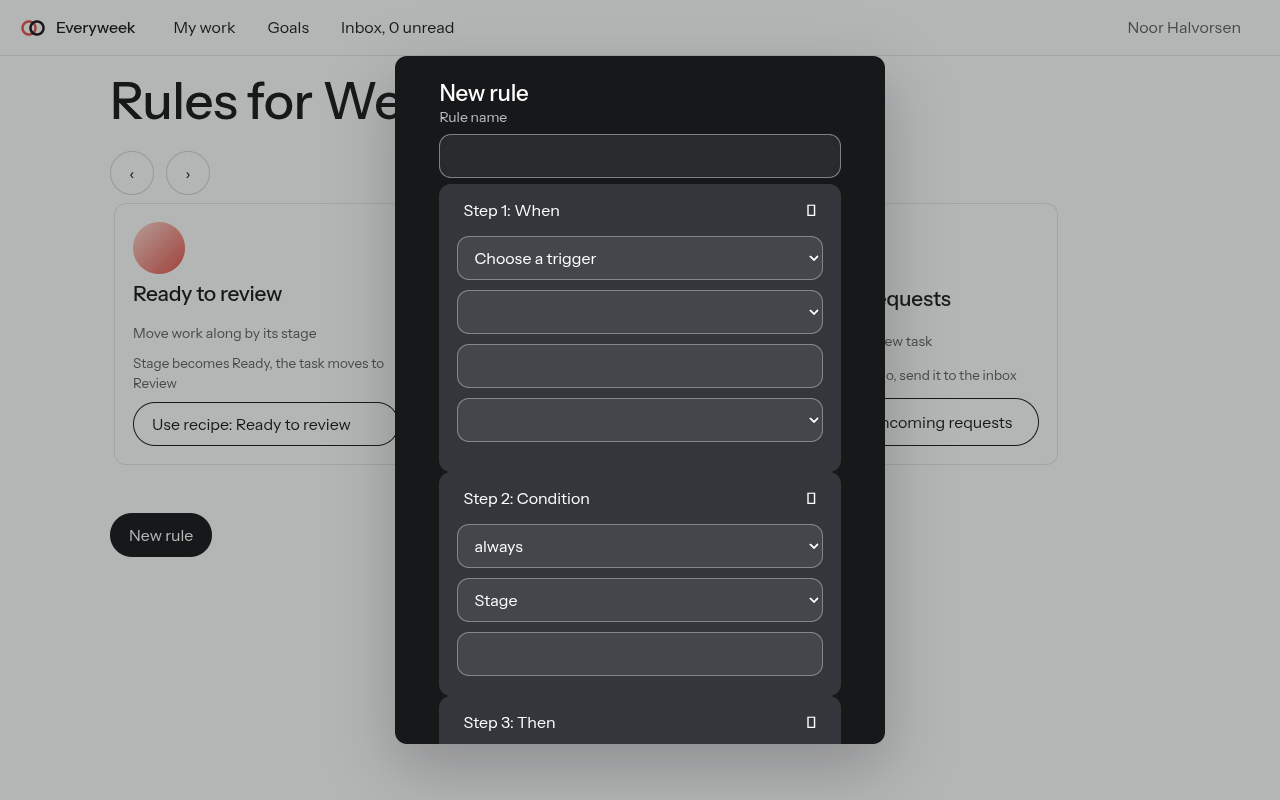 Everyweek
My work
Goals
Inbox, 0 unread
Noor Halvorsen
Rules for We
‹
›
Ready to review
Move work along by its stage
Stage becomes Ready, the task moves to
Review
Use recipe: Ready to review
New rule
New rule
Rule name
Step 1: When
Choose a trigger
Step 2: Condition
always
Stage
Step 3: Then
equests
ew task
o, send it to the inbox
ncoming requests